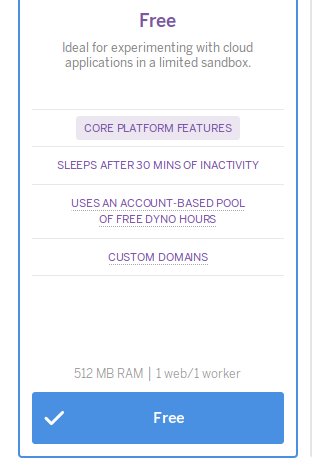 Free
Ideal for experimenting with cloud
applications in a limited sandbox.
CORE PLATFORM FEATURES
SLEEPS AFTER 30 MINS OF INACTIVITY
USES AN ACCOUNT-BASED POOL
OF FREE DYNO HOURS
CUSTOM DOMAINS
512 MB RAM | 1 web/1 worker
Free